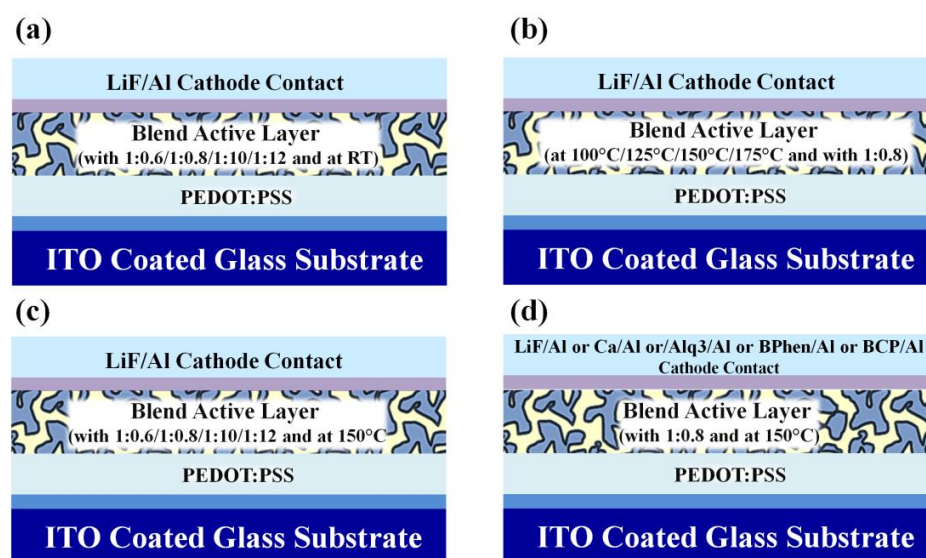 (a)
LiF/Al Cathode Contact
Blend Active Layer
(with 1:0.6/1:0.8/1:10/1:12 and at RT)
PEDOT:PSS
ITO Coated Glass Substrate
(b)
LiF/Al Cathode Contact
Blend Active Layer
(at 100°C/125°C/150°C/175°C and with 1:0.8)
PEDOT:PSS
ITO Coated Glass Substrate
(c)
LiF/Al Cathode Contact
Blend Active Layer
(with 1:0.6/1:0.8/1:10/1:12 and at 150°C
PEDOT:PSS
ITO Coated Glass Substrate
(d)
LiF/Al or Ca/Al or/Alq3/Al or BPhen/Al or BCP/Al
Cathode Contact
Blend Active Layer
(with 1:0.8 and at 150°C)
PEDOT:PSS
ITO Coated Glass Substrate